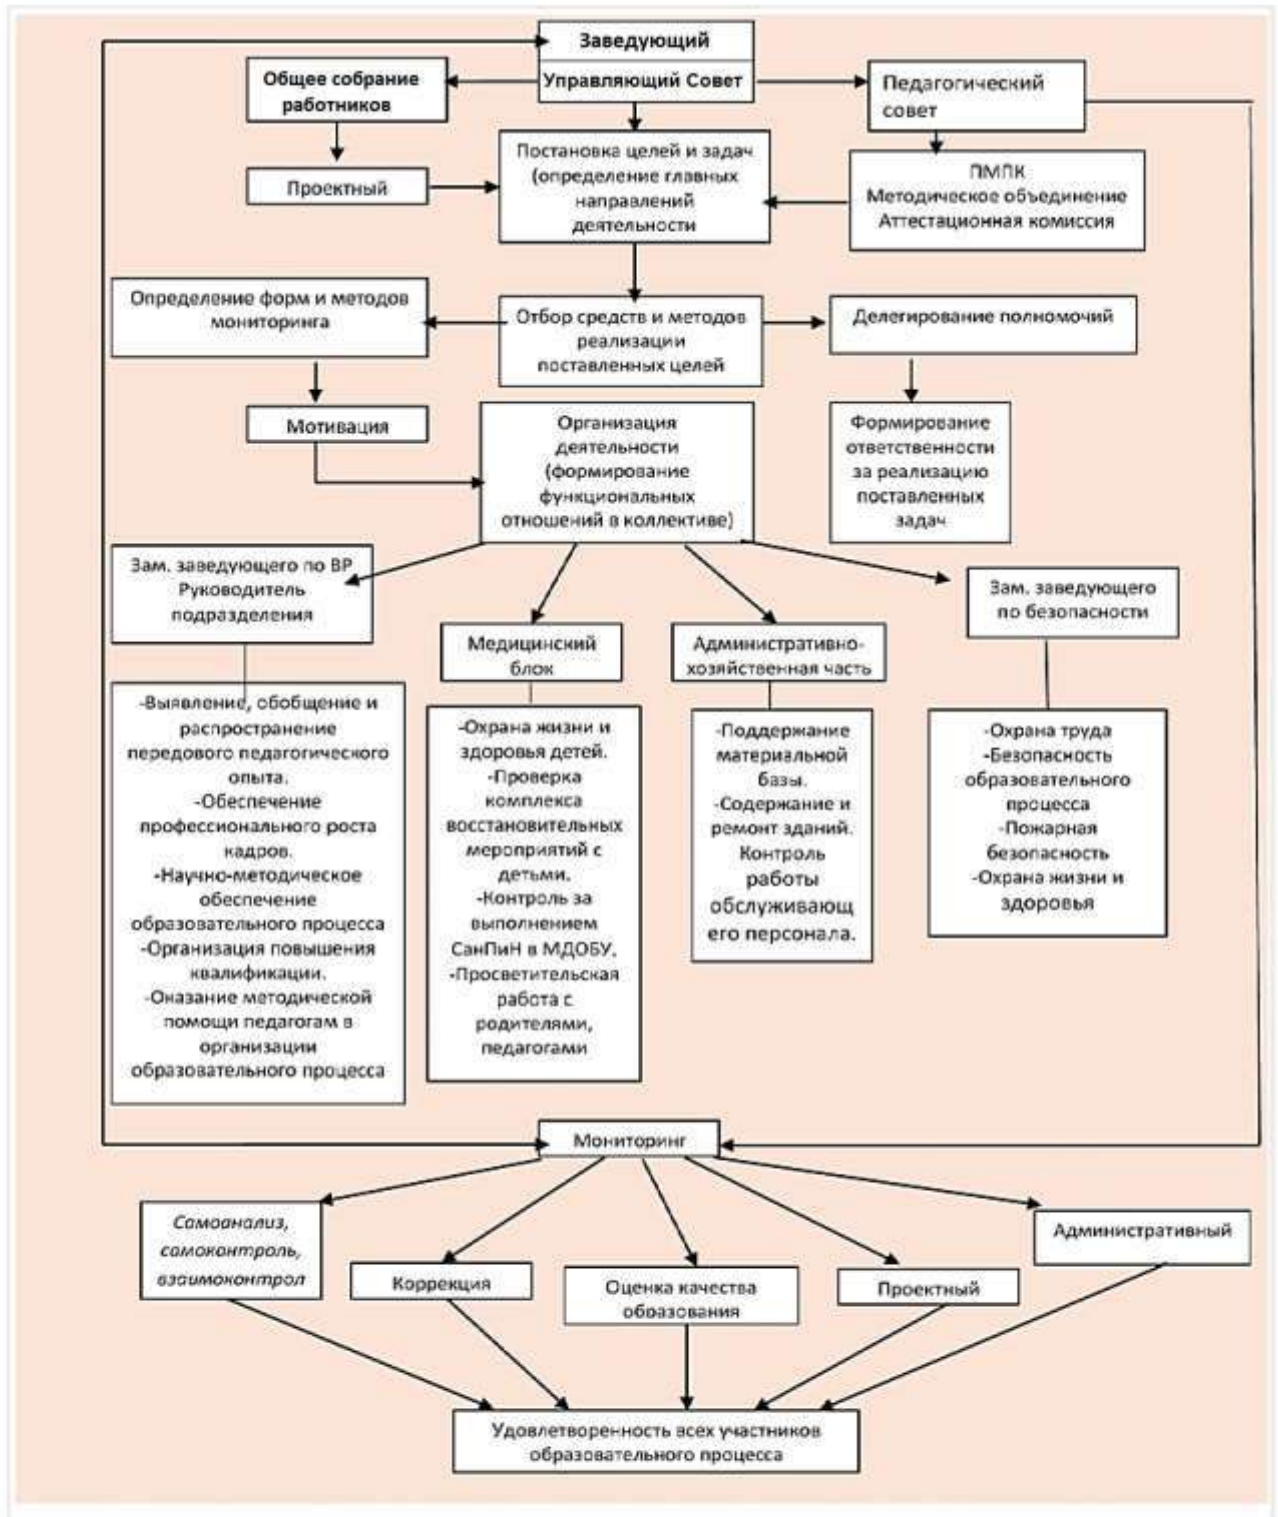 Заведующий
Управляющий Совет
Общее собрание
работников
Педагогический
совет
Проектный
Постановка целей и задач
(определение главных
направлений
деятельности
ПМПК
Методическое объединение
Аттестационная комиссия
Определение форм и методов
мониторинга
Отбор средств и методов
реализации
поставленных целей
Делегирование полномочий
Мотивация
Организация
деятельности
(формирование
функциональных
отношений в коллективе)
Формирование
ответственности
за реализацию
поставленных
задач
Зам. заведующего по ВР
Руководитель
подразделения
Медицинский
блок
Административно-
хозяйственная часть
Зам. заведующего
по безопасности
-Выявление, обобщение и
распространение
передового педагогического
опыта.
-Обеспечение
профессионального роста
кадров.
-Научно-методическое
обеспечение
образовательного процесса
-Организация повышения
квалификации.
-Оказание методической
помощи педагогам в
организации
образовательного процесса
-Охрана жизни и
здоровья детей.
-Проверка
комплекса
восстановительных
мероприятий с
детьми.
-Контроль за
выполнением
СанПиН в МДОБУ.
-Просветительская
работа с
родителями,
педагогами
-Поддержание
материальной
базы.
-Содержание и
ремонт зданий.
Контроль
работы
обслуживающ
его персонала.
-Охрана труда
-Безопасность
образовательного
процесса
-Пожарная
безопасность
-Охрана жизни и
здоровья
Мониторинг
Самоанализ,
самоконтроль,
взаимоконтрол
Коррекция
Оценка качества
образования
Проектный
Административный
Удовлетворенность всех участников
образовательного процесса